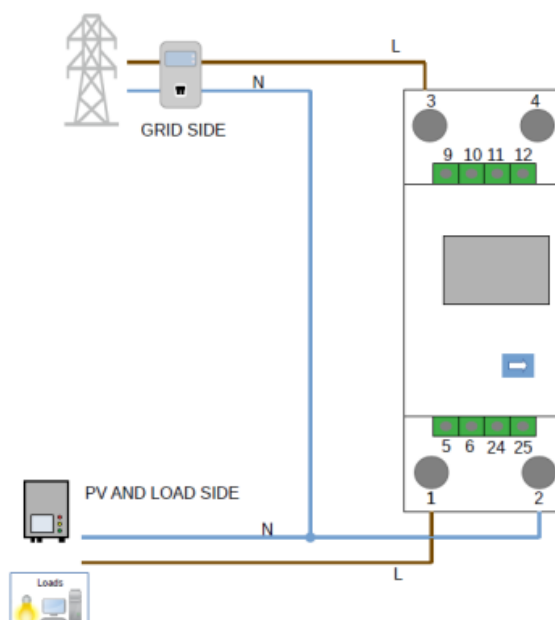 L
N
GRID SIDE
3 4
9 10 11 12
5 6 24 25
1 2
PV AND LOAD SIDE
N
L
Loads